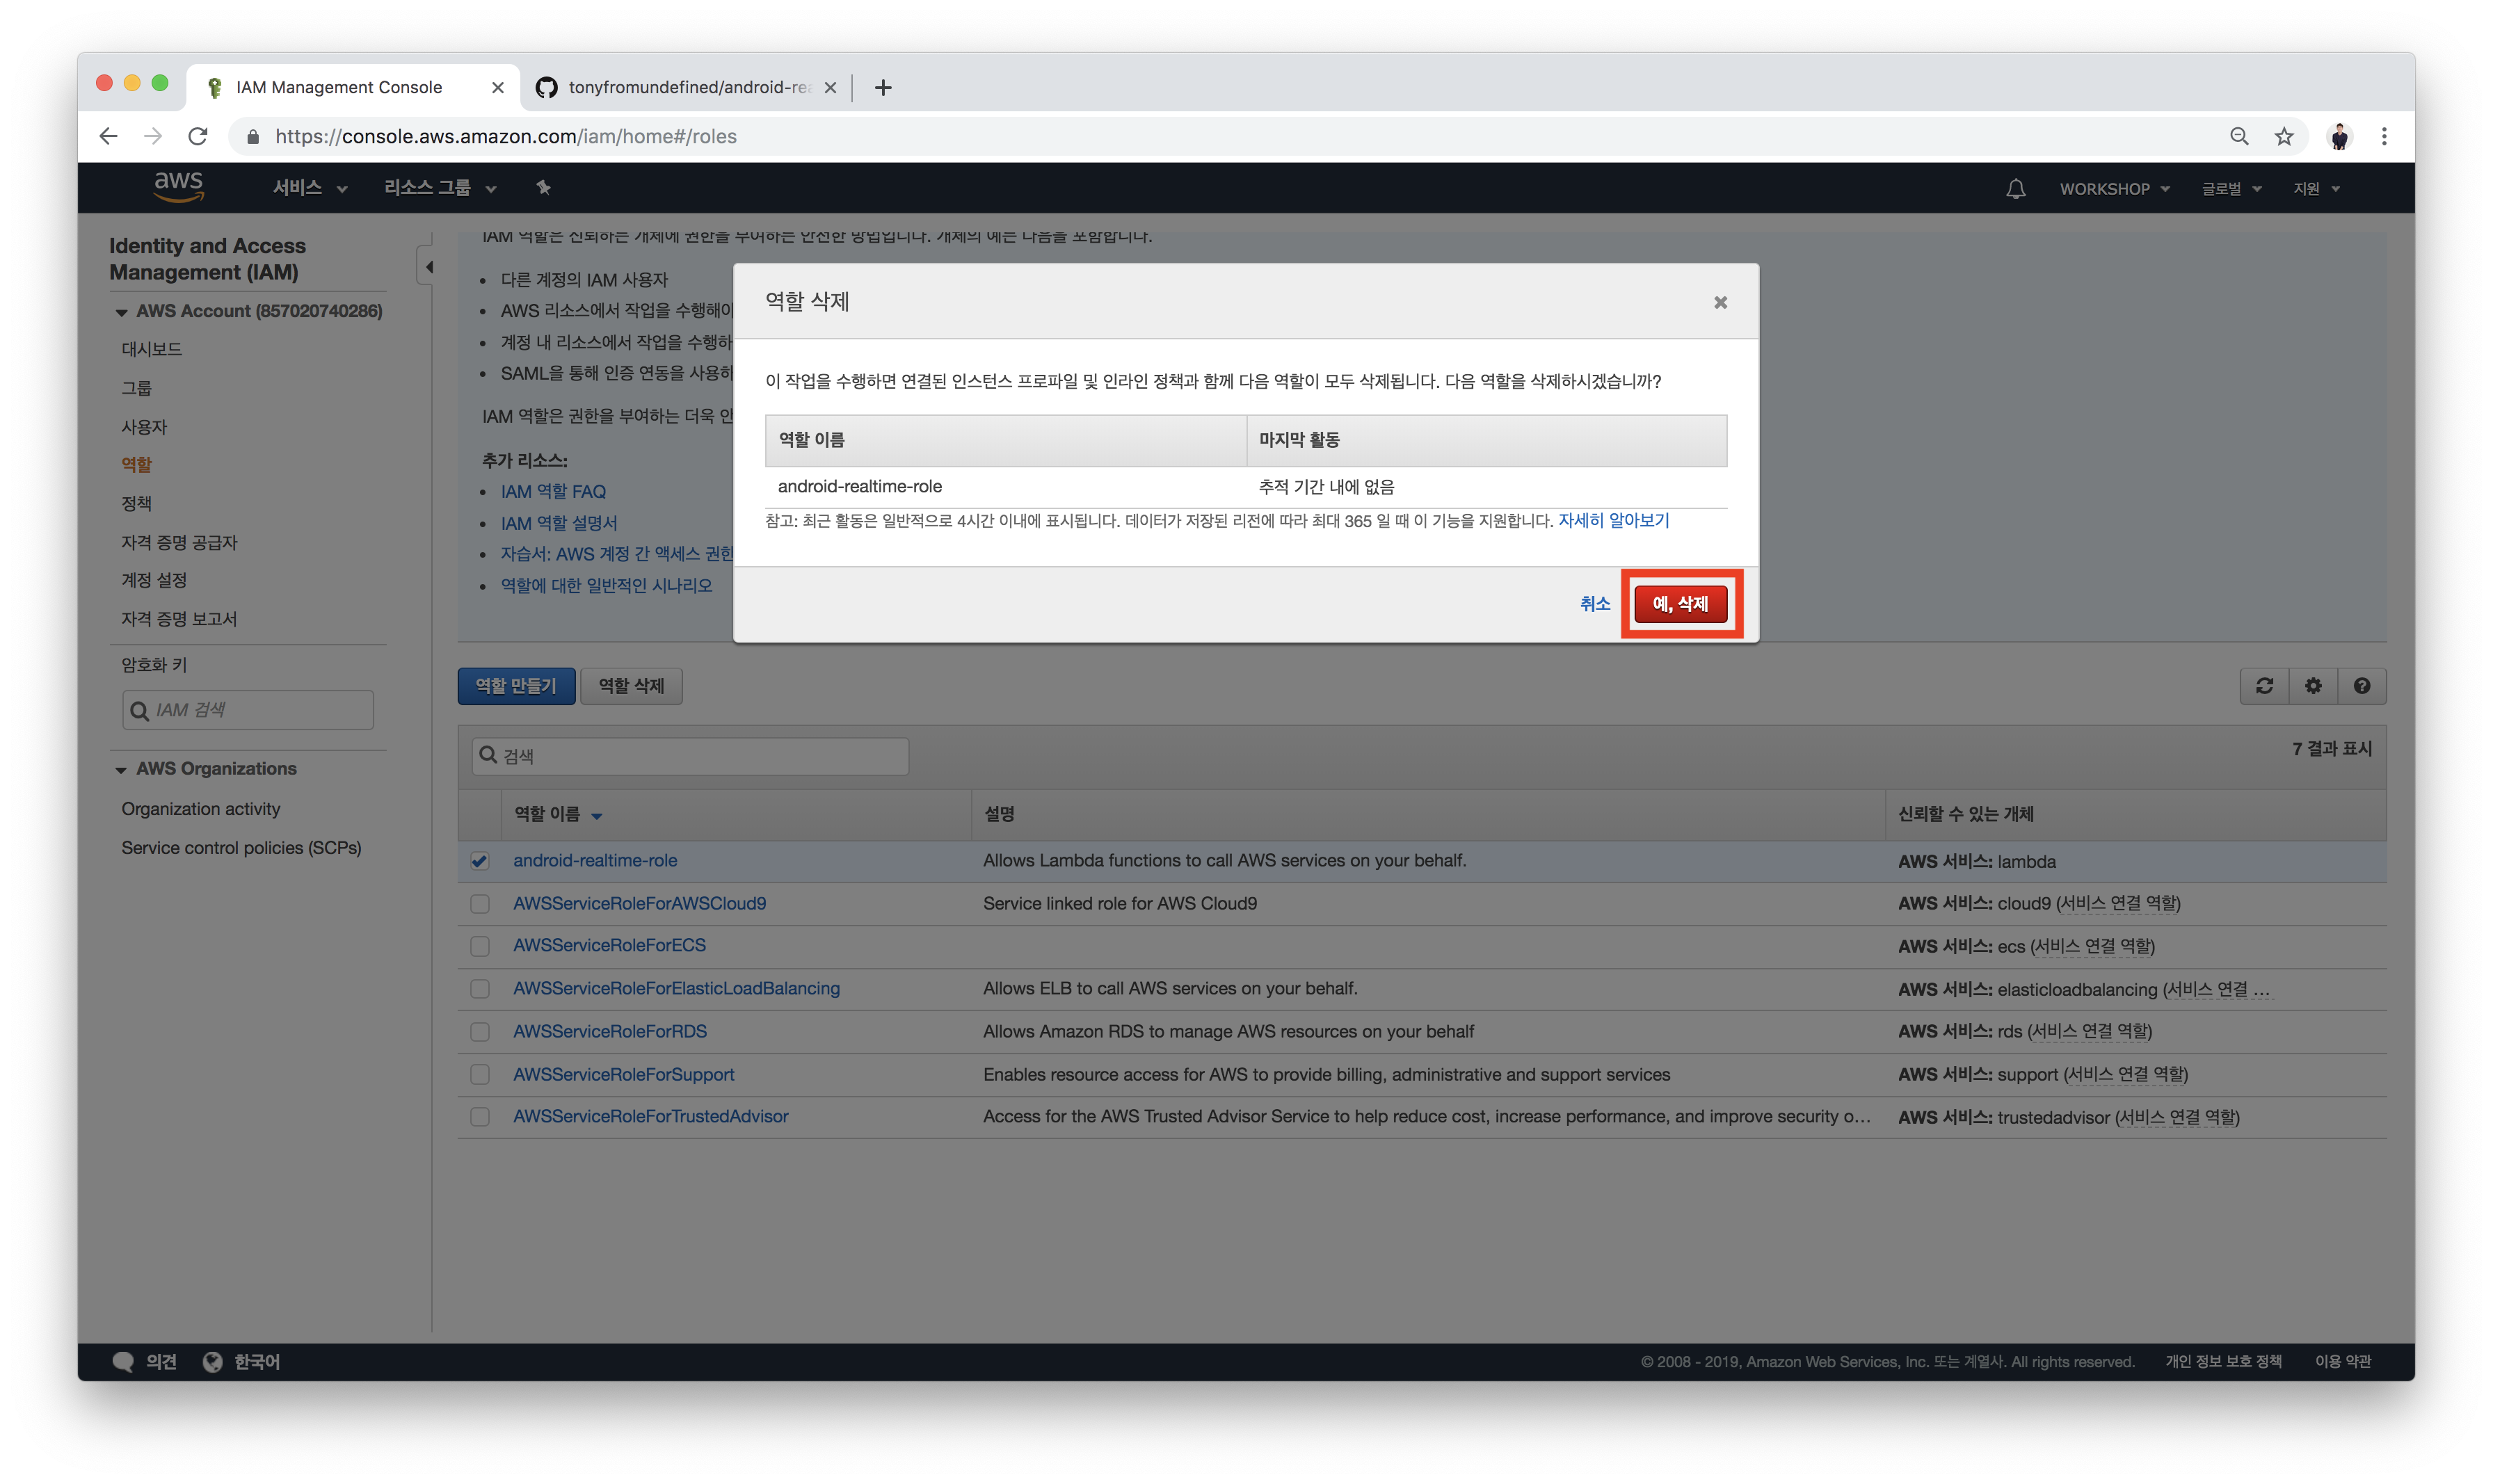 IAM Management Console
tonyfromundefined/android-rea
https://console.aws.amazon.com/iam/home#/roles
aws
서비스
리소스 그룹
WORKSHOP
글로벌
지원
Identity and Access
Management (IAM)
AWS Account (857020740286)
대시보드
그룹
사용자
역할
정책
자격 증명 공급자
계정 설정
자격 증명 보고서
암호화 키
IAM 검색
AWS Organizations
Organization activity
Service control policies (SCPs)
IAM 역할은 신뢰하는 개체에 권한을 부여하는 안전한 방법입니다. 개체의 예는 다음을 포함합니다.
다른 계정의 IAM 사용자
AWS 리소스에서 작업을 수행해야
계정 내 리소스에서 작업을 수행하
SAML을 통해 인증 연동을 사용하
IAM 역할은 권한을 부여하는 더욱 안
추가 리소스:
IAM 역할 FAQ
IAM 역할 설명서
자습서: AWS 계정 간 액세스 권한
역할에 대한 일반적인 시나리오
역할 삭제
이 작업을 수행하면 연결된 인스턴스 프로파일 및 인라인 정책과 함께 다음 역할이 모두 삭제됩니다. 다음 역할을 삭제하시겠습니까?
역할 이름 마지막 활동
android-realtime-role 추적 기간 내에 없음
참고: 최근 활동은 일반적으로 4시간 이내에 표시됩니다. 데이터가 저장된 리전에 따라 최대 365 일 때 이 기능을 지원합니다. 자세히 알아보기
취소
예, 삭제
역할 만들기
역할 삭제
검색
7 결과 표시
역할 이름 설명 신뢰할 수 있는 개체
android-realtime-role Allows Lambda functions to call AWS services on your behalf. AWS 서비스: lambda
AWSServiceRoleForAWSCloud9 Service linked role for AWS Cloud9 AWS 서비스: cloud9 (서비스 연결 역할)
AWSServiceRoleForECS AWS 서비스: ecs (서비스 연결 역할)
AWSServiceRoleForElasticLoadBalancing Allows ELB to call AWS services on your behalf. AWS 서비스: elasticloadbalancing (서비스 연결 ...
AWSServiceRoleForRDS Allows Amazon RDS to manage AWS resources on your behalf AWS 서비스: rds (서비스 연결 역할)
AWSServiceRoleForSupport Enables resource access for AWS to provide billing, administrative and support services AWS 서비스: support (서비스 연결 역할)
AWSServiceRoleForTrustedAdvisor Access for the AWS Trusted Advisor Service to help reduce cost, increase performance, and improve security o... AWS 서비스: trustedadvisor (서비스 연결 역할)
의견
한국어
© 2008 - 2019, Amazon Web Services, Inc. 또는 계열사. All rights reserved.
개인 정보 보호 정책
이용 약관